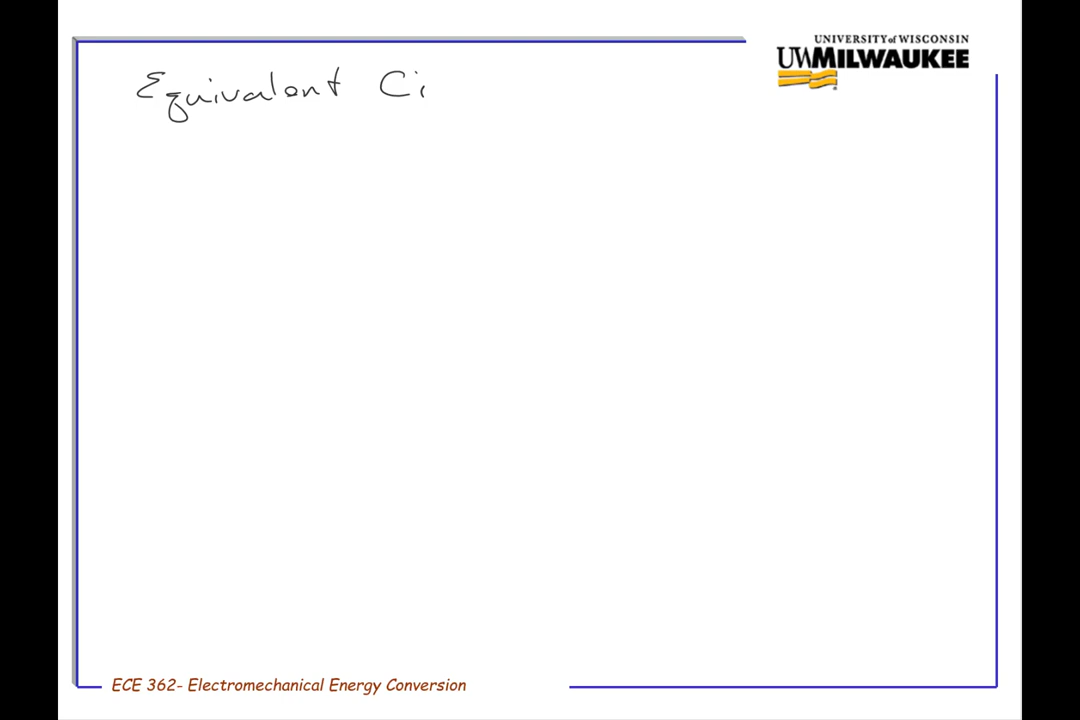 UNIVERSITY of WISCONSIN
UWMILWAUKEE
Equivalent Ci
ECE 362- Electromechanical Energy Conversion